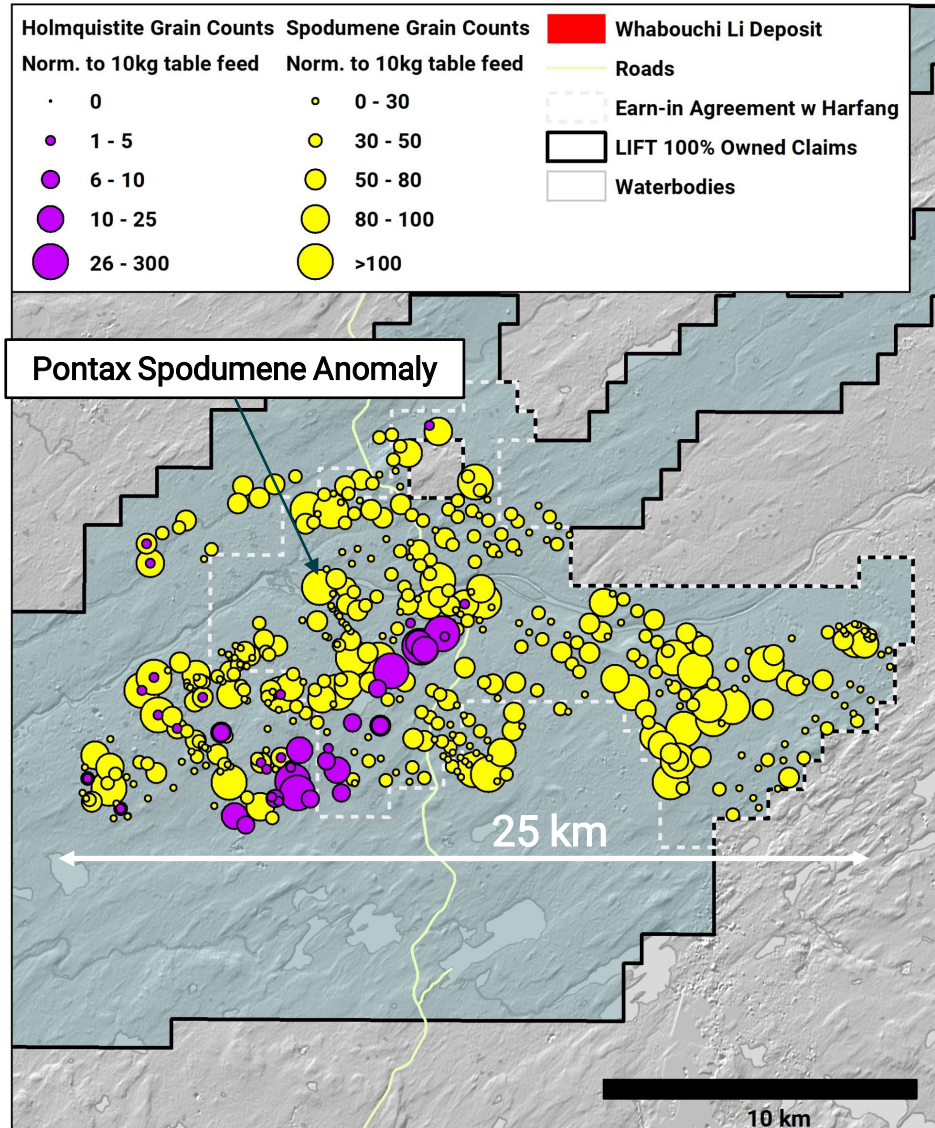 Holmquistite Grain Counts
Norm. to 10kg table feed
0
1 - 5
6 - 10
10 - 25
26 - 300
Spodumene Grain Counts
Norm. to 10kg table feed
0 - 30
30 - 50
50 - 80
80 - 100
>100
Whabouchi Li Deposit
Roads
Earn-in Agreement w Harfang
LIFT 100% Owned Claims
Waterbodies
Pontax Spodumene Anomaly
25 km
10 km